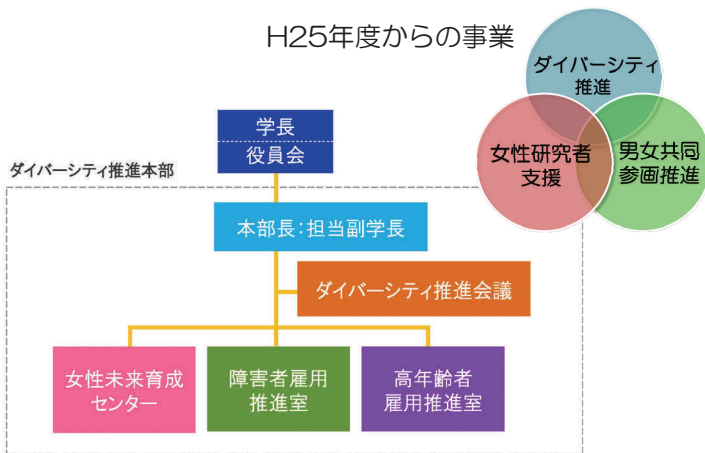 H25年度からの事業
ダイバーシティ
推進
女性研究者
支援
男女共同
参画推進
学長
役員会
ダイバーシティ推進本部
本部長:担当副学長
ダイバーシティ推進会議
女性未来育成
センター
障害者雇用
推進室
高年齢者
雇用推進室